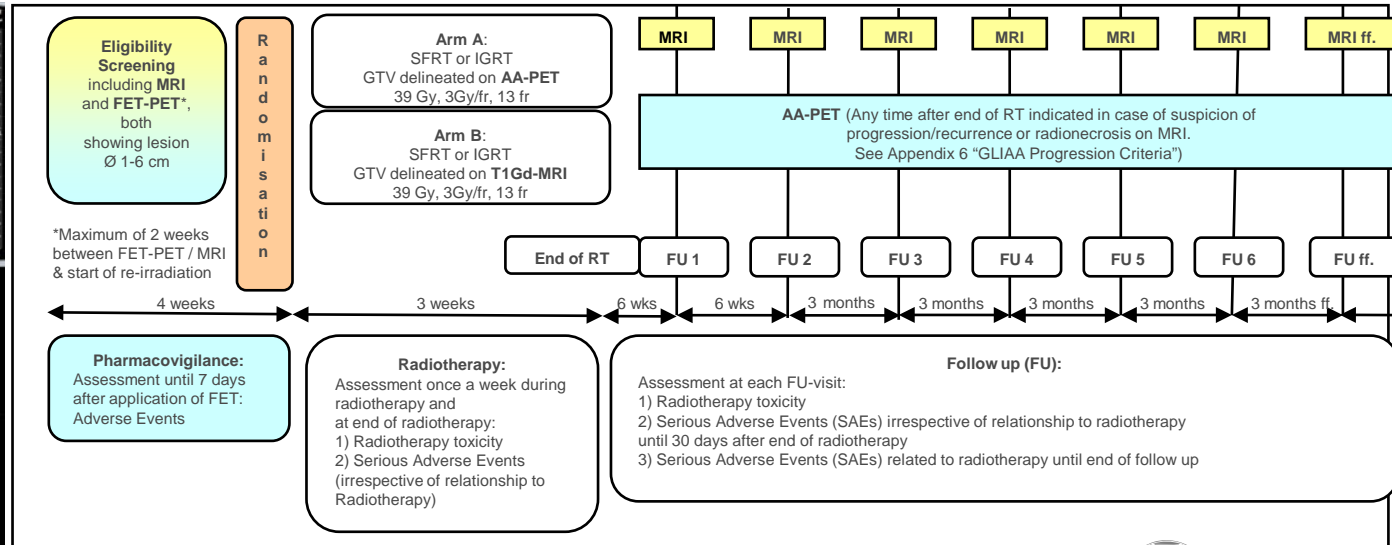 Eligibility
Screening
including MRI
and FET-PET*,
both
showing lesion
Ø 1-6 cm
*Maximum of 2 weeks
between FET-PET / MRI
& start of re-irradiation
R
a
n
d
o
m
i
s
a
ti
o
n
Arm A:
SFRT or IGRT
GTV delineated on AA-PET
39 Gy, 3Gy/fr, 13 fr
Arm B:
SFRT or IGRT
GTV delineated on T1Gd-MRI
39 Gy, 3Gy/fr, 13 fr
MRI MRI MRI MRI MRI MRI MRI ff.
AA-PET (Any time after end of RT indicated in case of suspicion of
progression/recurrence or radionecrosis on MRI.
See Appendix 6 “GLIAA Progression Criteria”)
End of RT FU 1 FU 2 FU 3 FU 4 FU 5 FU 6 FU ff.
4 weeks 3 weeks 6 wks 6 wks 3 months 3 months 3 months 3 months 3 months ff.
Pharmacovigilance:
Assessment until 7 days
after application of FET:
Adverse Events
Radiotherapy:
Assessment once a week during
radiotherapy and
at end of radiotherapy:
1) Radiotherapy toxicity
2) Serious Adverse Events
(irrespective of relationship to
Radiotherapy)
Follow up (FU):
Assessment at each FU-visit:
1) Radiotherapy toxicity
2) Serious Adverse Events (SAEs) irrespective of relationship to radiotherapy
until 30 days after end of radiotherapy
3) Serious Adverse Events (SAEs) related to radiotherapy until end of follow up